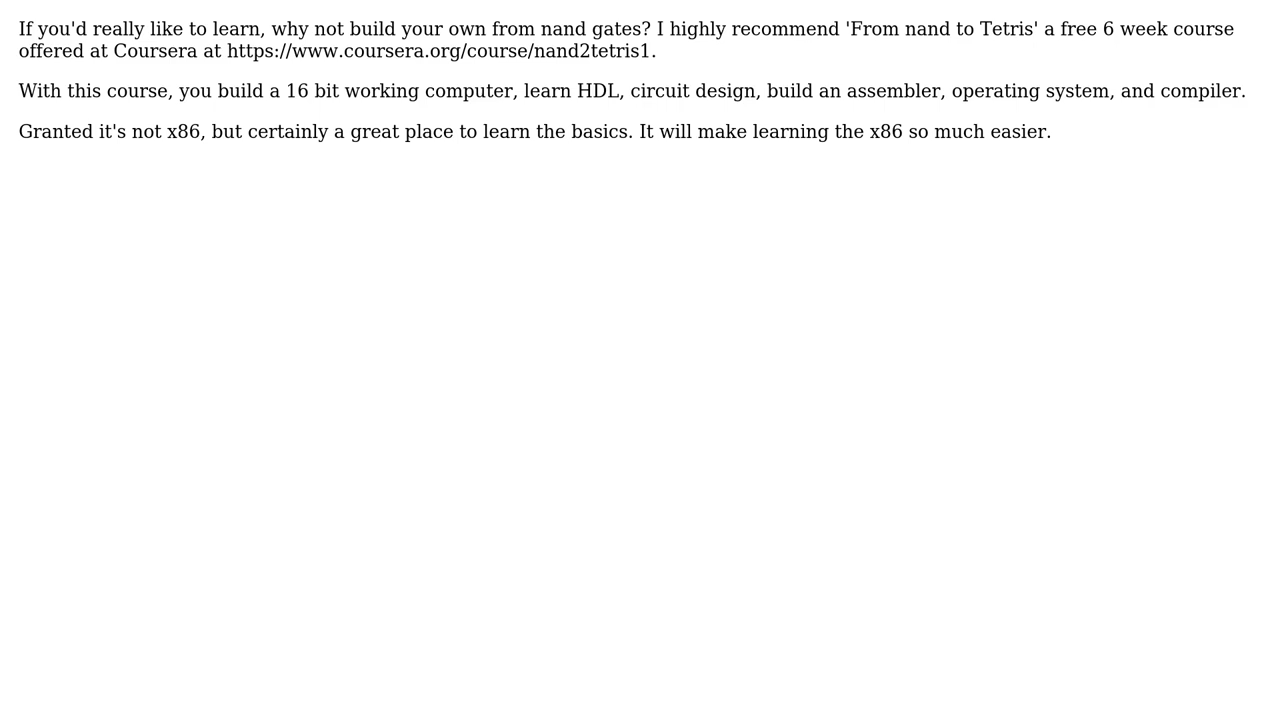 If you'd really like to learn, why not build your own from nand gates? I highly recommend 'From nand to Tetris' a free 6 week course
offered at Coursera at https://www.coursera.org/course/nand2tetris1.
With this course, you build a 16 bit working computer, learn HDL, circuit design, build an assembler, operating system, and compiler.
Granted it's not x86, but certainly a great place to learn the basics. It will make learning the x86 so much easier.